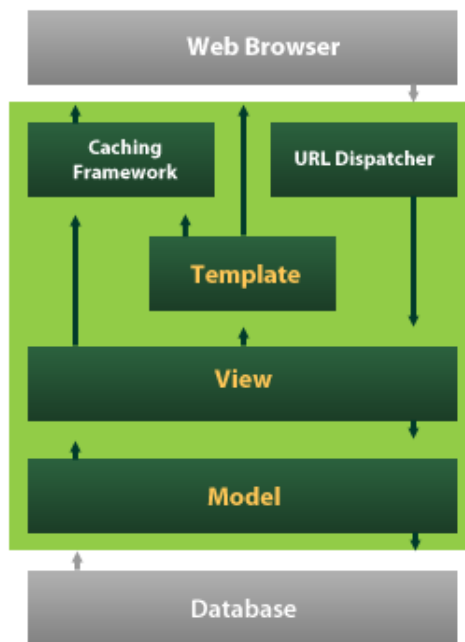 Web Browser
Caching
Framework
URL Dispatcher
Template
View
Model
Database